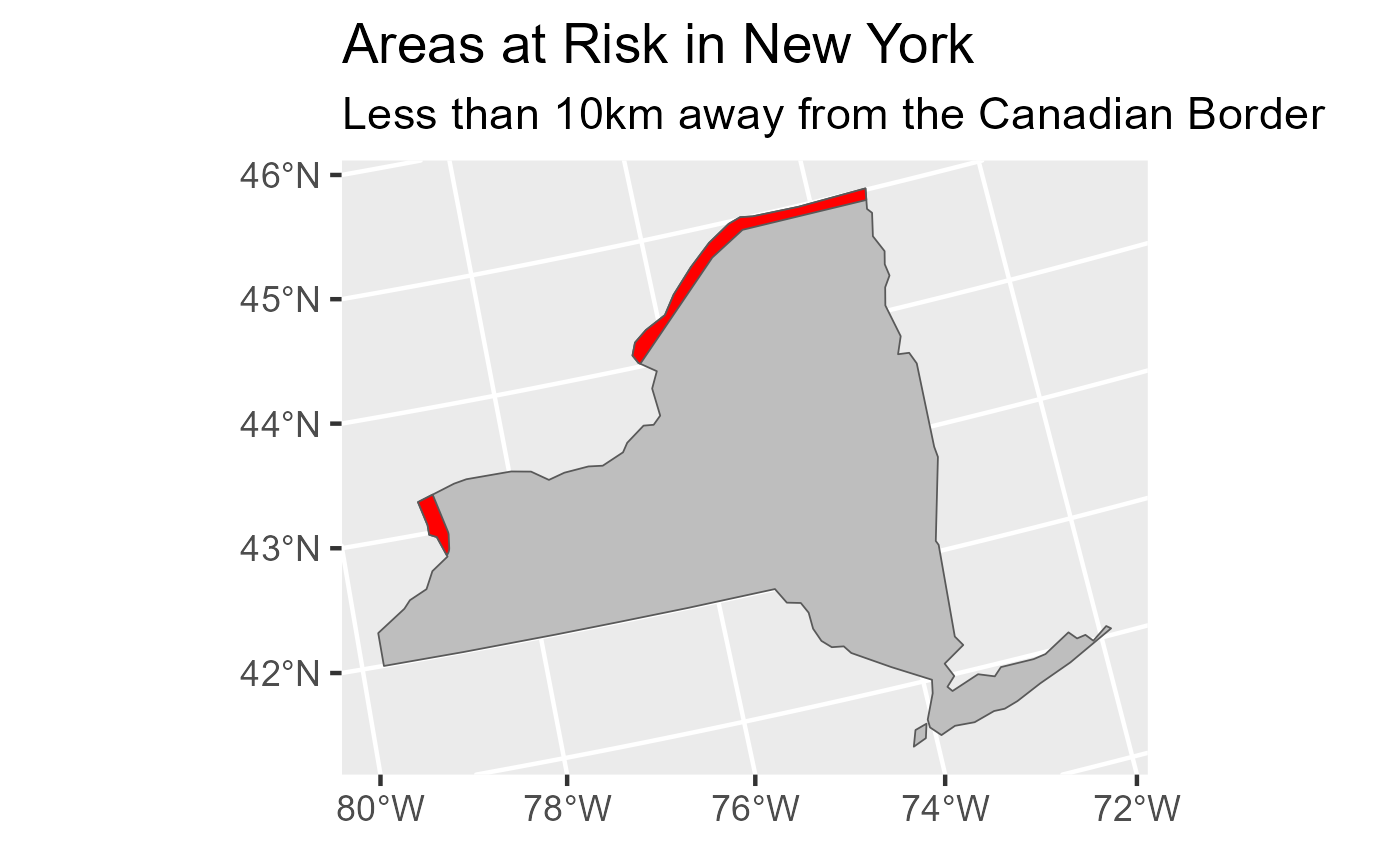 Areas at Risk in New York
Less than 10km away from the Canadian Border
46°N
45°N
44°N
43°N
42°N
80°W
78°W
76°W
74°W
72°W